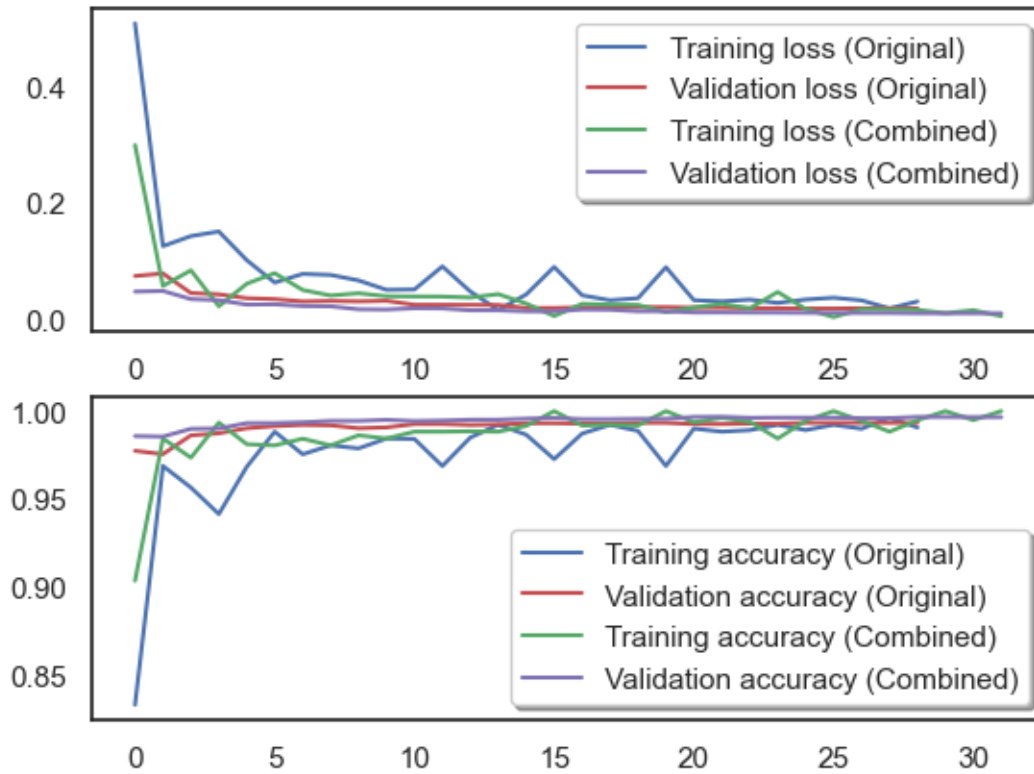 0.4
0.2
0.0
Training loss (Original)
Validation loss (Original)
Training loss (Combined)
Validation loss (Combined)
0 5 10 15 20 25 30
1.00
0.95
0.90
0.85
Training accuracy (Original)
Validation accuracy (Original)
Training accuracy (Combined)
Validation accuracy (Combined)
0 5 10 15 20 25 30